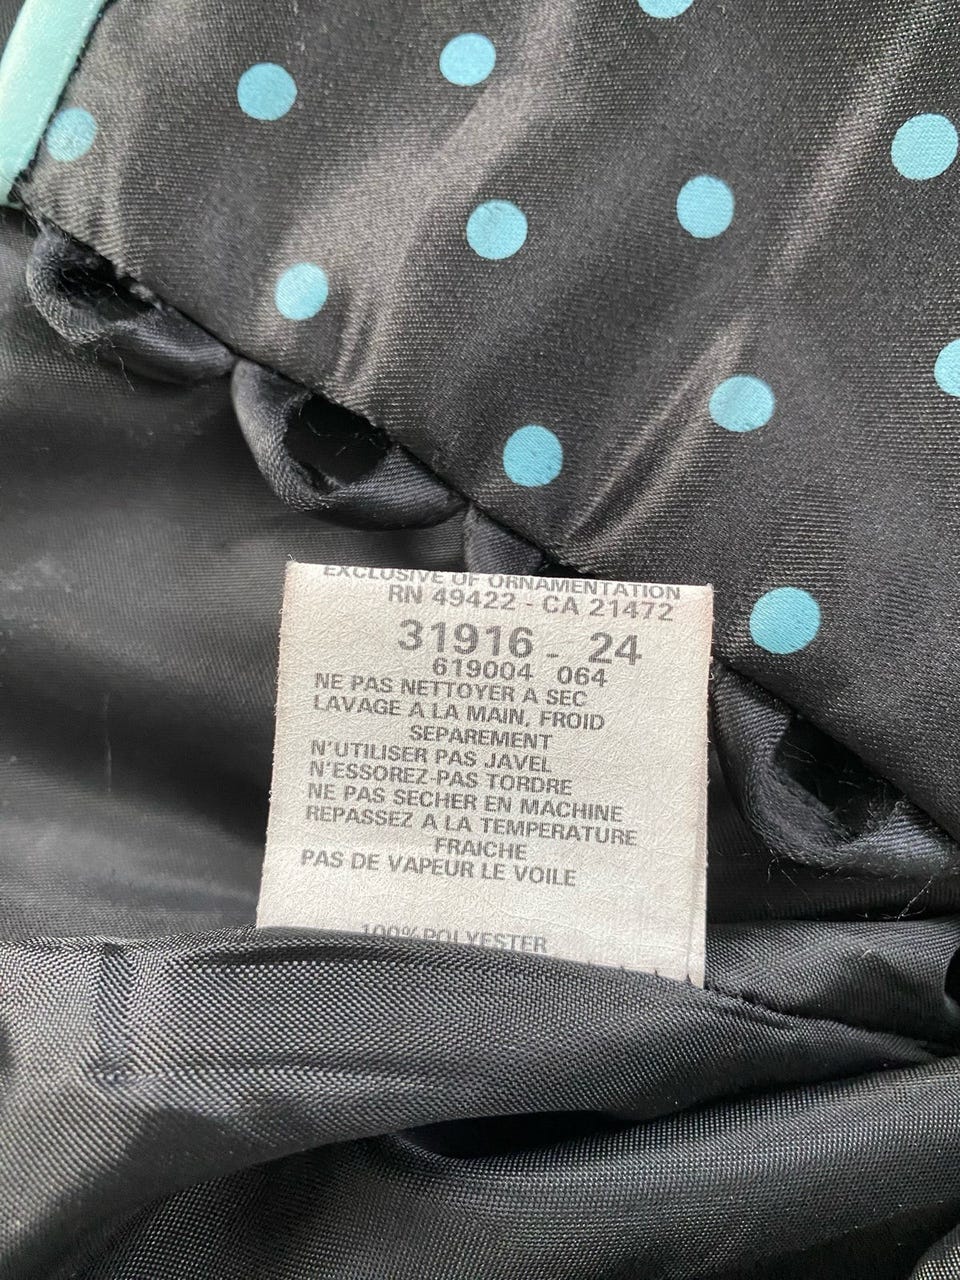 EXCLUSIVE OF ORNAMENTATION
RN 49422 - CA 21472
31916 - 24
619004 064
NE PAS NETTOYER A SEC
LAVAGE A LA MAIN, FROID
SEPAREMENT
N'UTILISER PAS JAVEL
N'ESSOREZ-PAS TORDRE
NE PAS SECHER EN MACHINE
REPASSEZ A LA TEMPERATURE
FRAICHE
PAS DE VAPEUR LE VOILE
100% POLYESTER